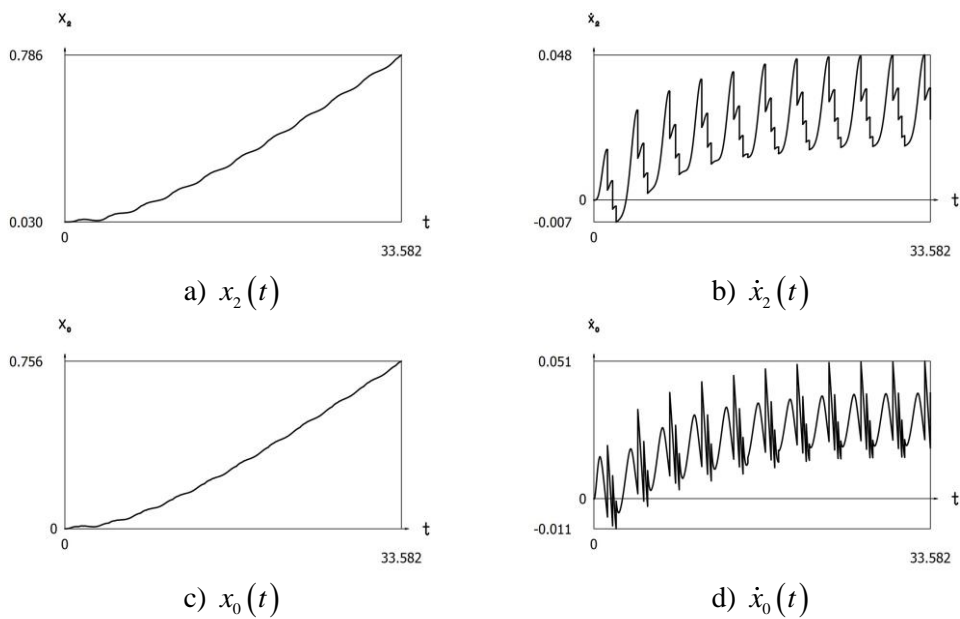 x₂ ẋ₂
0.786 0.048
0
0.030 t -0.007 t
0 0
33.582 33.582
a) x₂(t) b) ẋ₂(t)
x₀ ẋ₀
0.756 0.051
0 t
0 t -0.011
0 0
33.582 33.582
c) x₀(t) d) ẋ₀(t)